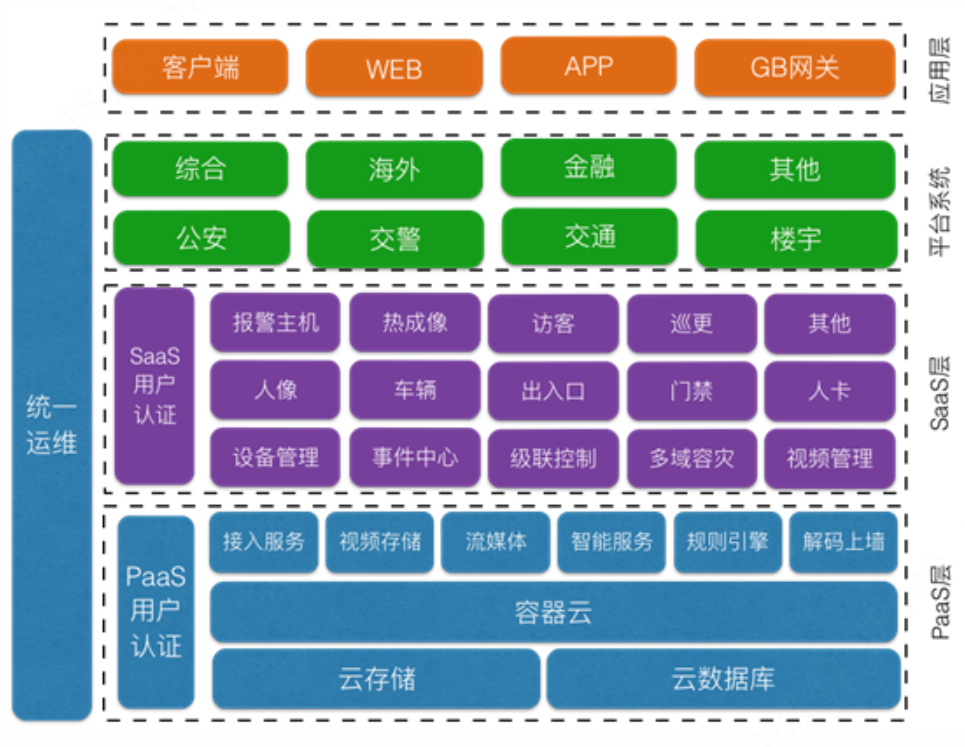 客户端
WEB
APP
GB网关
应用层
综合
海外
金融
其他
公安
交警
交通
楼宇
平台系统
统一
运维
SaaS
用户
认证
报警主机
热成像
访客
巡更
其他
人像
车辆
出入口
门禁
人卡
设备管理
事件中心
级联控制
多域容灾
视频管理
SaaS层
PaaS
用户
认证
接入服务
视频存储
流媒体
智能服务
规则引擎
解码上墙
容器云
云存储
云数据库
PaaS层